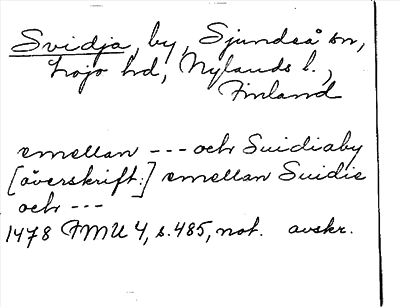 Svidja, by, Sjundeå sn,
Lojo hd, Nylands l.,
Finland
emellan --- och Suidiaby
[överskrift:] emellan Suidie
och ---
1478 FMU 4, s.485, not. avskr.